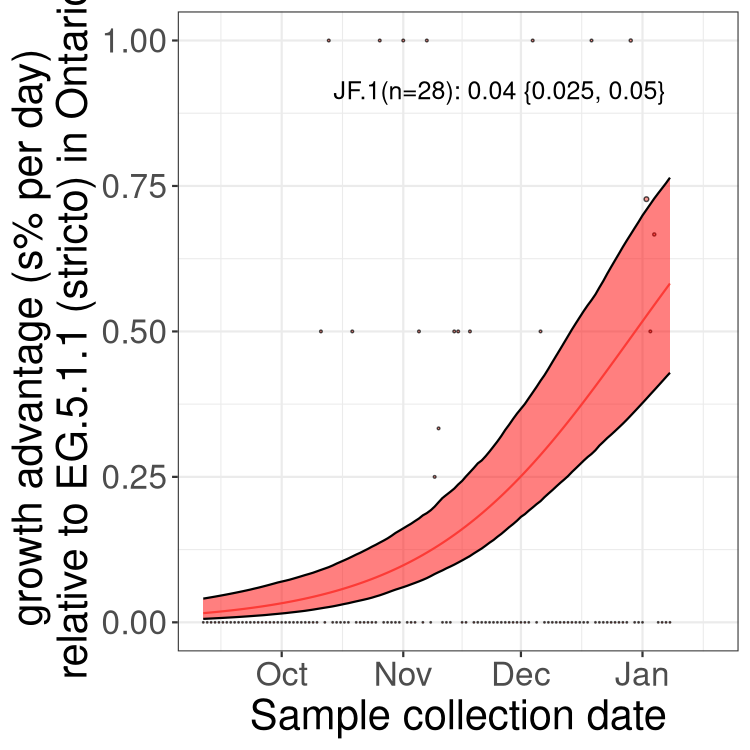 growth advantage (s% per day)
relative to EG.5.1.1 (stricto) in Ontario
1.00
0.75
0.50
0.25
0.00
JF.1(n=28): 0.04 {0.025, 0.05}
Oct Nov Dec Jan
Sample collection date